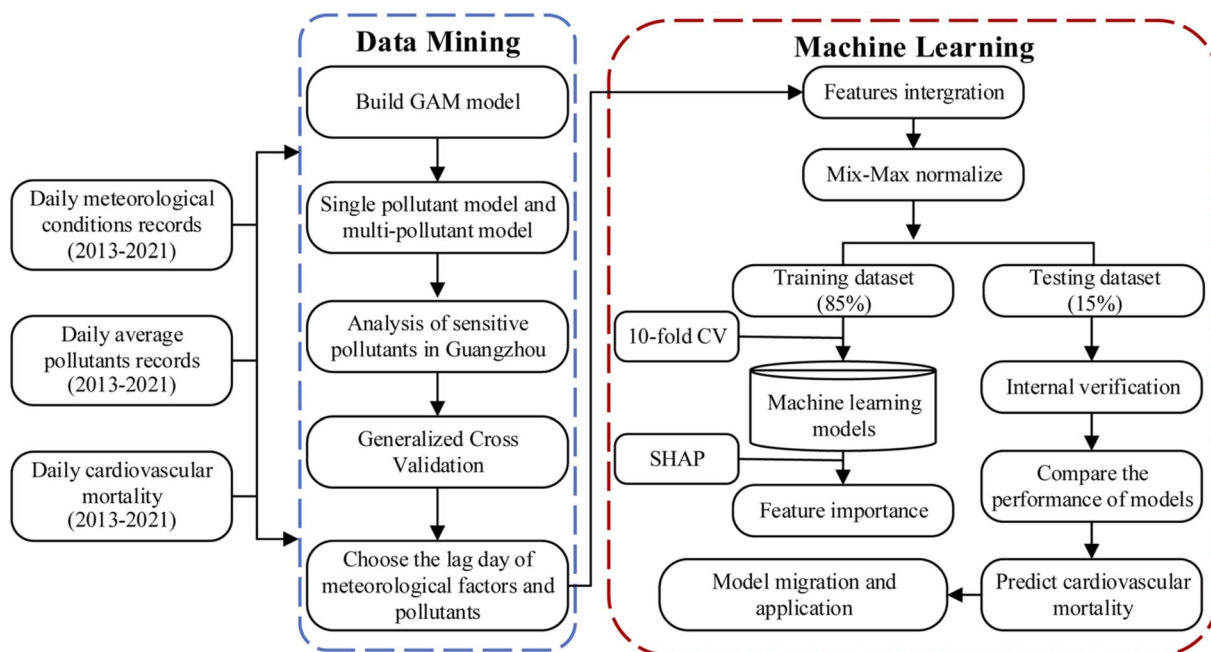 Daily meteorological
conditions records
(2013-2021)
Daily average
pollutants records
(2013-2021)
Daily cardiovascular
mortality
(2013-2021)
Data Mining
Build GAM model
Single pollutant model and
multi-pollutant model
Analysis of sensitive
pollutants in Guangzhou
Generalized Cross
Validation
Choose the lag day of
meteorological factors and
pollutants
Machine Learning
Features intergration
Mix-Max normalize
Training dataset
(85%)
10-fold CV
Machine learning
models
SHAP
Feature importance
Testing dataset
(15%)
Internal verification
Compare the
performance of models
Predict cardiovascular
mortality
Model migration and
application